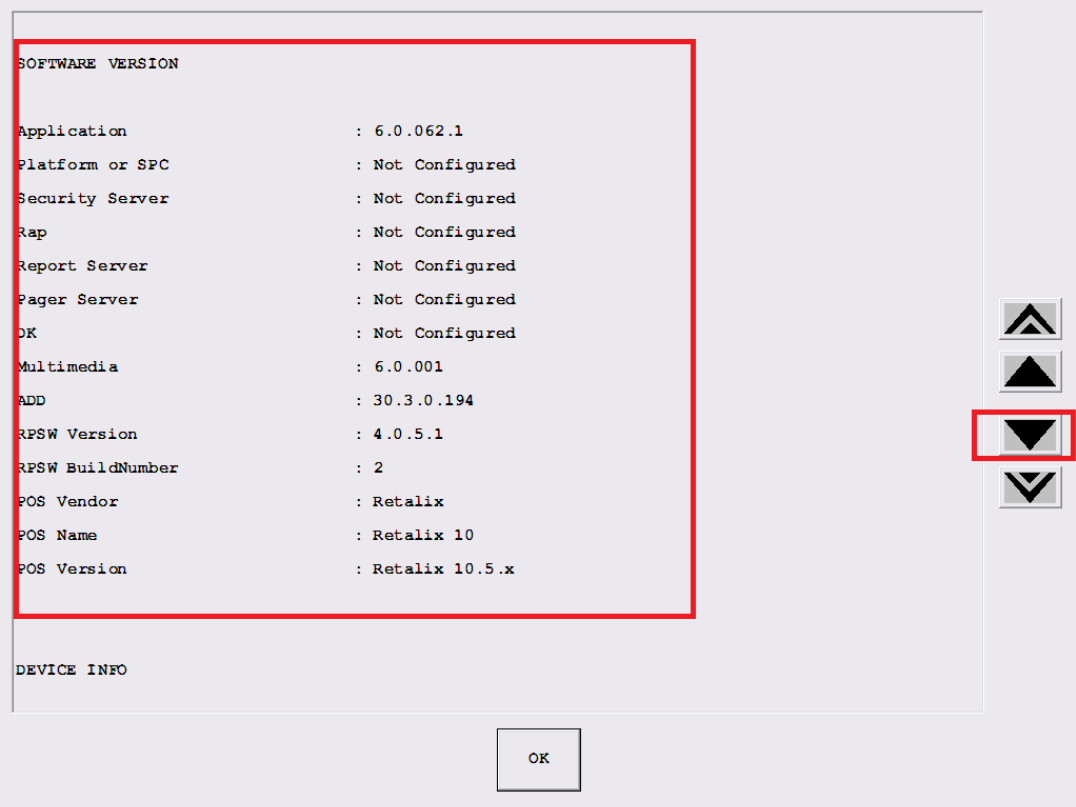 SOFTWARE VERSION
Application : 6.0.062.1
Platform or SPC : Not Configured
Security Server : Not Configured
Rap : Not Configured
Report Server : Not Configured
Pager Server : Not Configured
DK : Not Configured
Multimedia : 6.0.001
ADD : 30.3.0.194
RPSW Version : 4.0.5.1
RPSW BuildNumber : 2
POS Vendor : Retalix
POS Name : Retalix 10
POS Version : Retalix 10.5.x
DEVICE INFO
OK